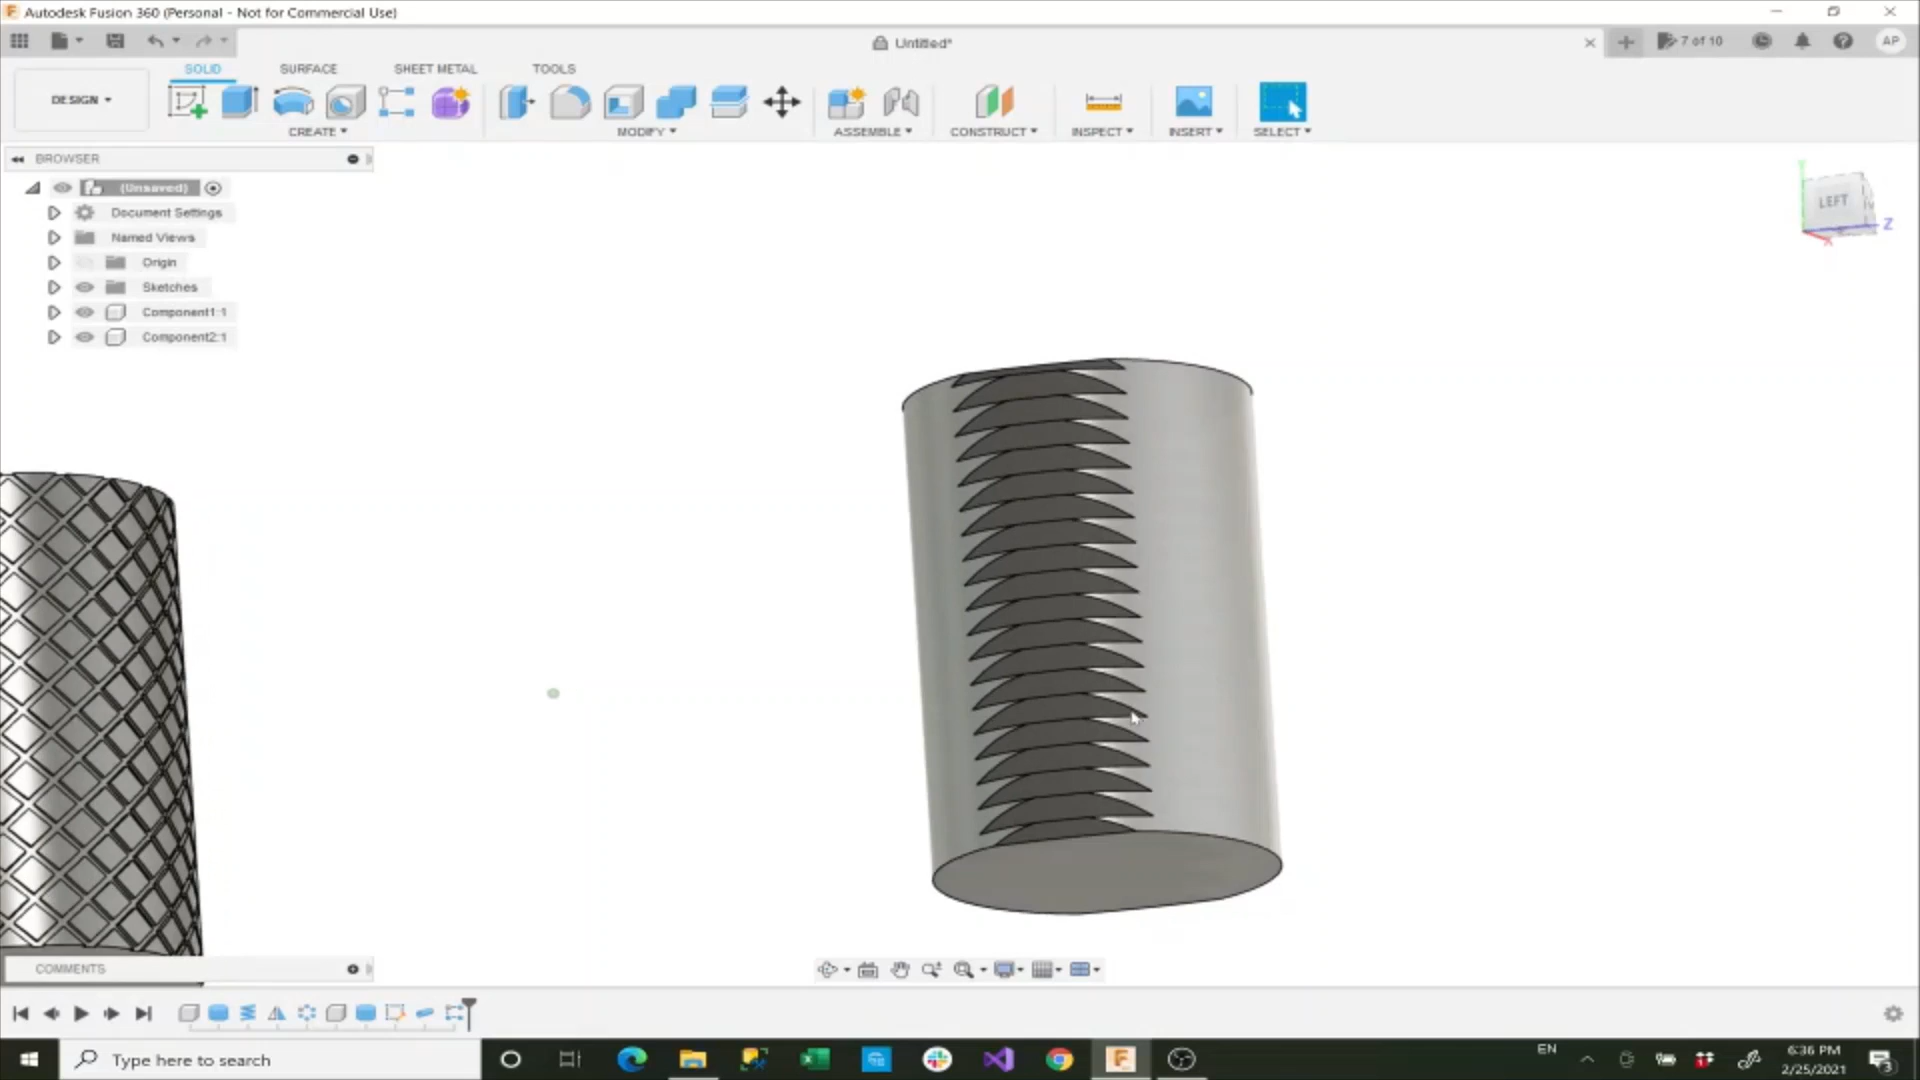 Autodesk Fusion 360 (Personal - Not for Commercial Use)
Untitled*
7 of 10
AP
DESIGN
SOLID
SURFACE
SHEET METAL
TOOLS
CREATE
MODIFY
ASSEMBLE
CONSTRUCT
INSPECT
INSERT
SELECT
BROWSER
(Unsaved)
Document Settings
Named Views
Origin
Sketches
Component1:1
Component2:1
LEFT
Z
X
COMMENTS
Type here to search
EN
6:36 PM
2/25/2021
3